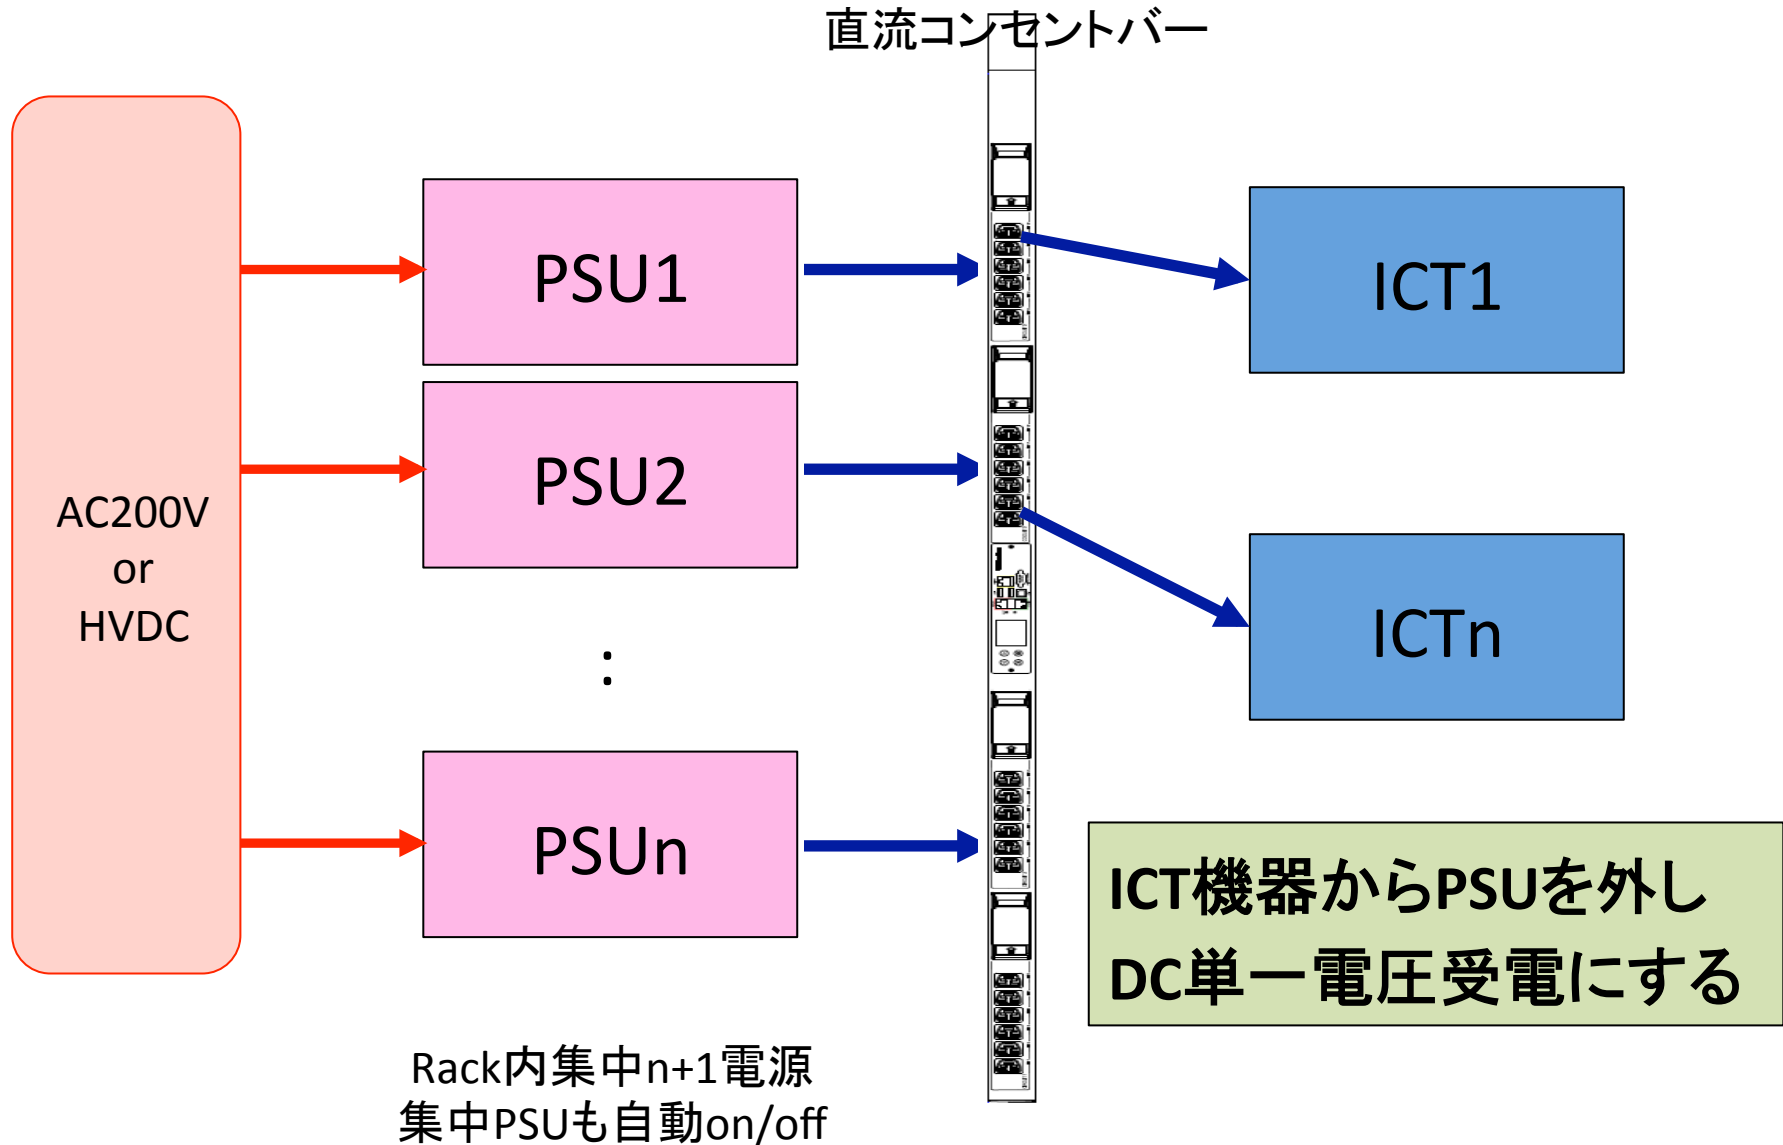 直流コンセントバー
PSU1
ICT1
PSU2
AC200V
or
HVDC
ICTn
:
PSUn
ICT機器からPSUを外し
DC単一電圧受電にする
Rack内集中n+1電源
集中PSUも自動on/off